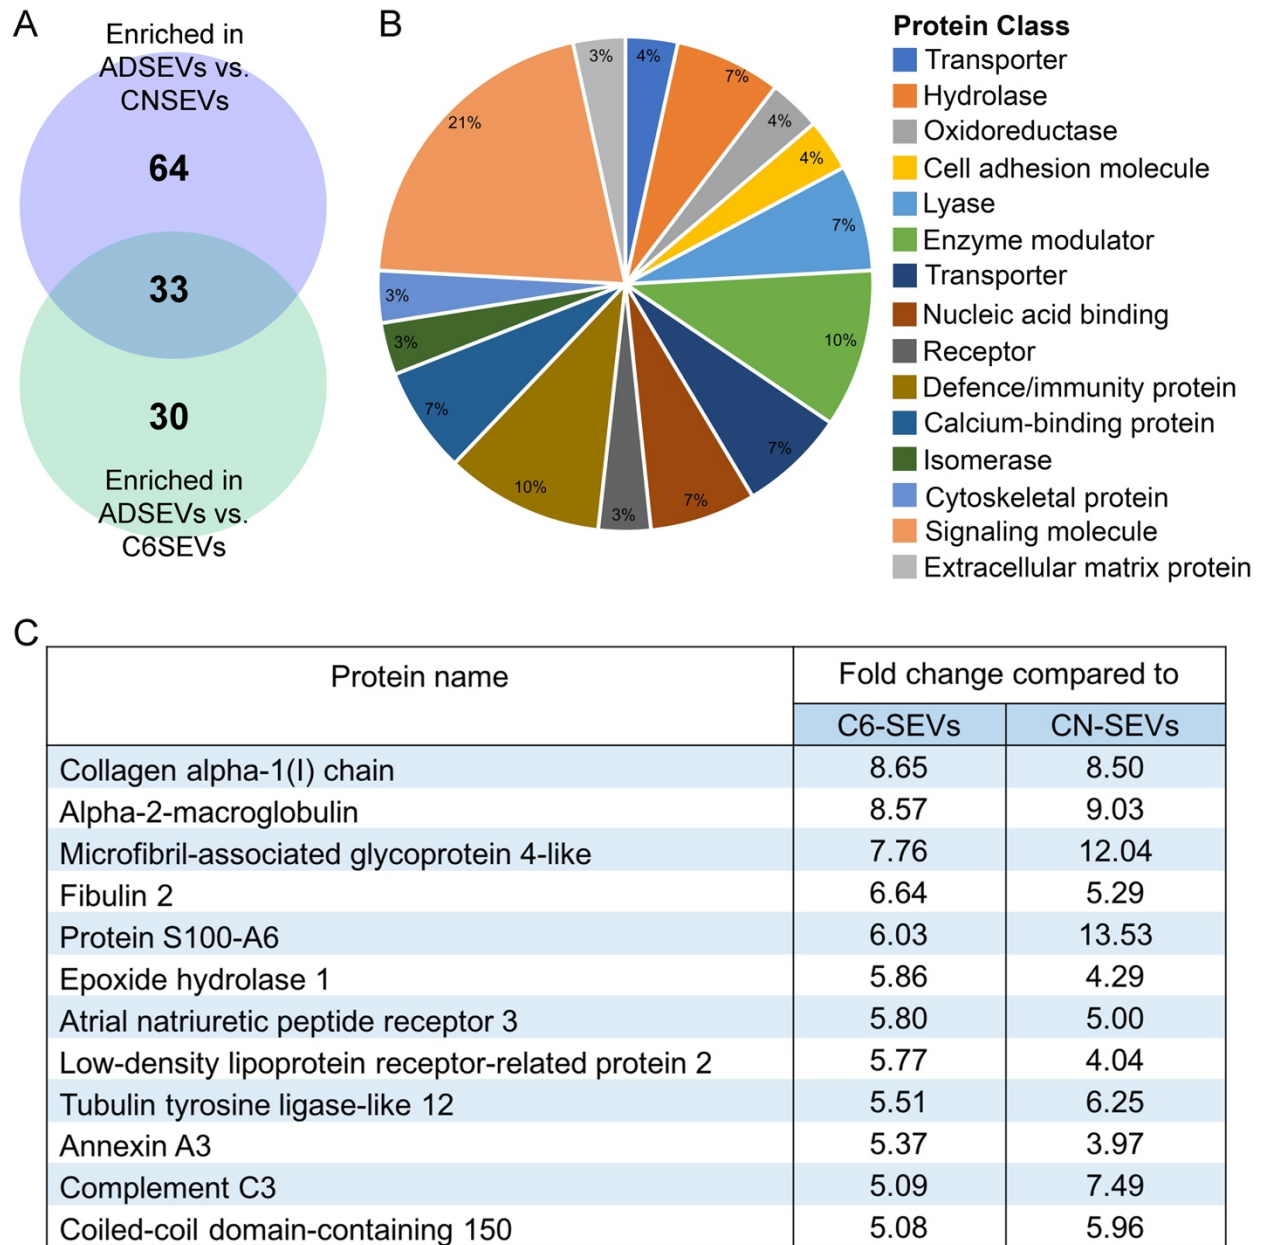 A
Enriched in
ADSEVs vs.
CNSEVs
64
33
30
Enriched in
ADSEVs vs.
C6SEVs
B
3%
4%
7%
4%
4%
7%
10%
7%
7%
3%
10%
7%
3%
3%
21%
Protein Class
Transporter
Hydrolase
Oxidoreductase
Cell adhesion molecule
Lyase
Enzyme modulator
Transporter
Nucleic acid binding
Receptor
Defence/immunity protein
Calcium-binding protein
Isomerase
Cytoskeletal protein
Signaling molecule
Extracellular matrix protein
C
Protein name Fold change compared to
C6-SEVs CN-SEVs
Collagen alpha-1(I) chain 8.65 8.50
Alpha-2-macroglobulin 8.57 9.03
Microfibril-associated glycoprotein 4-like 7.76 12.04
Fibulin 2 6.64 5.29
Protein S100-A6 6.03 13.53
Epoxide hydrolase 1 5.86 4.29
Atrial natriuretic peptide receptor 3 5.80 5.00
Low-density lipoprotein receptor-related protein 2 5.77 4.04
Tubulin tyrosine ligase-like 12 5.51 6.25
Annexin A3 5.37 3.97
Complement C3 5.09 7.49
Coiled-coil domain-containing 150 5.08 5.96